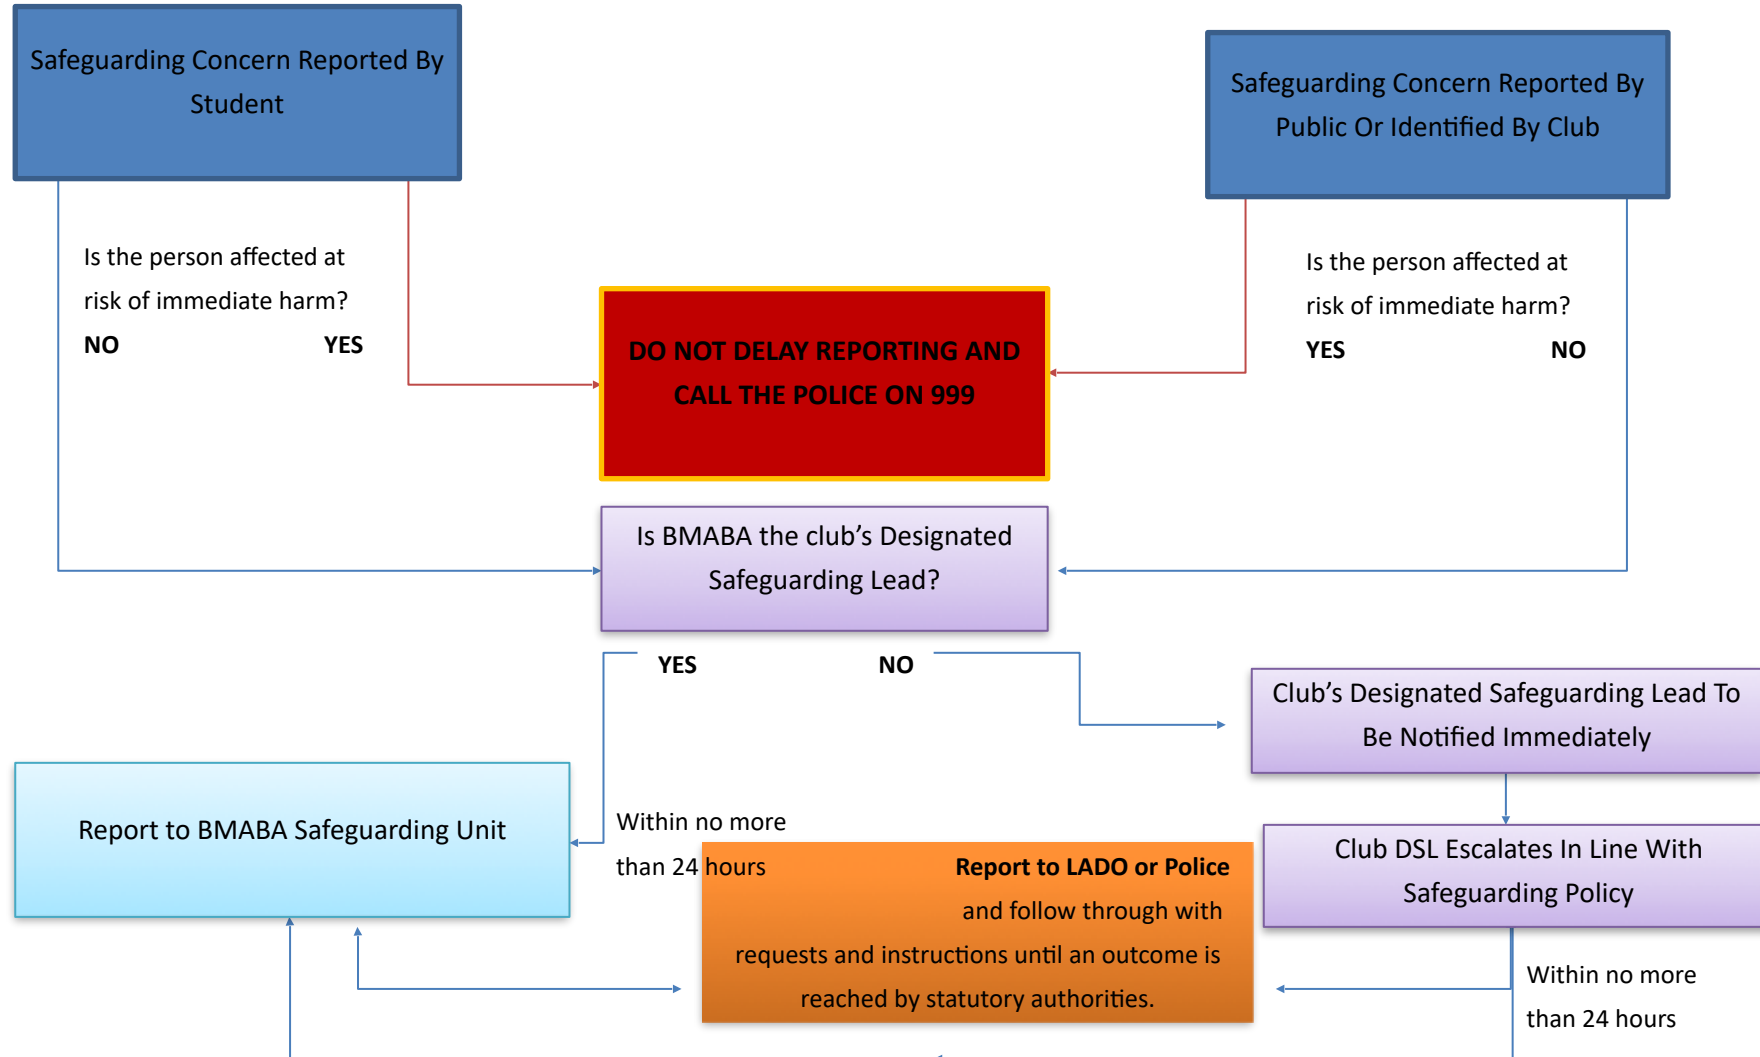 Safeguarding Concern Reported By
Student
Safeguarding Concern Reported By
Public Or Identified By Club
Is the person affected at
risk of immediate harm?
NO YES
Is the person affected at
risk of immediate harm?
YES NO
DO NOT DELAY REPORTING AND
CALL THE POLICE ON 999
Is BMABA the club’s Designated
Safeguarding Lead?
YES NO
Club’s Designated Safeguarding Lead To
Be Notified Immediately
Report to BMABA Safeguarding Unit
Within no more
than 24 hours
Club DSL Escalates In Line With
Safeguarding Policy
Report to LADO or Police
and follow through with
requests and instructions until an outcome is
reached by statutory authorities.
Within no more
than 24 hours